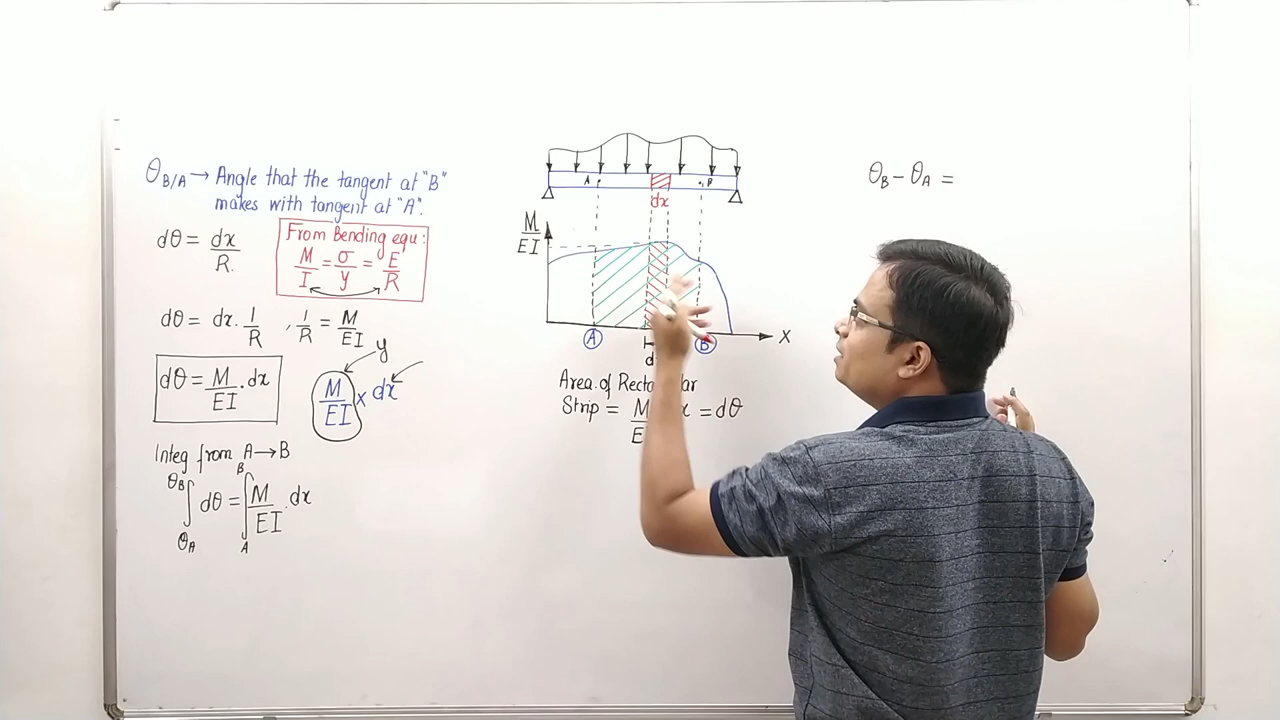 θB/A → Angle that the tangent at "B"
makes with tangent at "A".
dθ = dx/R.
From Bending equ:
M/I = σ/y = E/R
dθ = dx. 1/R , 1/R = M/EI
dθ = M/EI . dx
y
M/EI x dx
Integ from A→B
∫θA^θB dθ = ∫A^B M/EI . dx
A
B
dx
M/EI
A
B
X
d
Area. of Rectangular
Strip = M x = dθ
E
θB - θA =